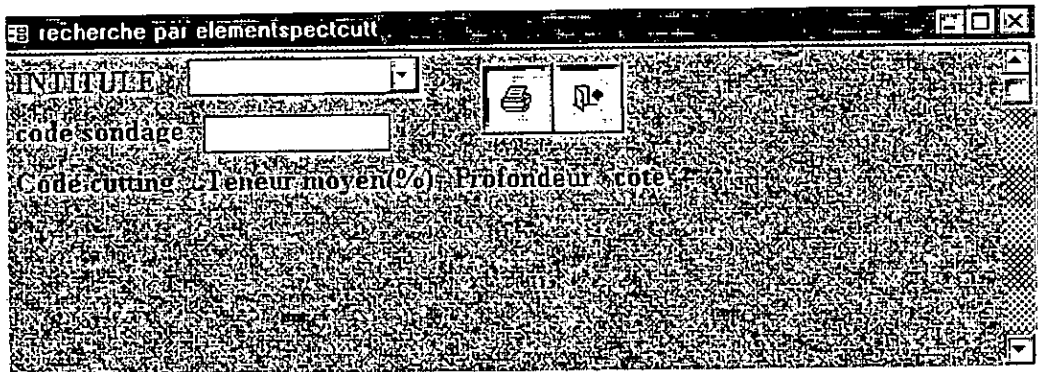 recherche par elementspectcutt
INTITULE
code sondage
Code cutting Teneur moyen(%) Profondeur cote